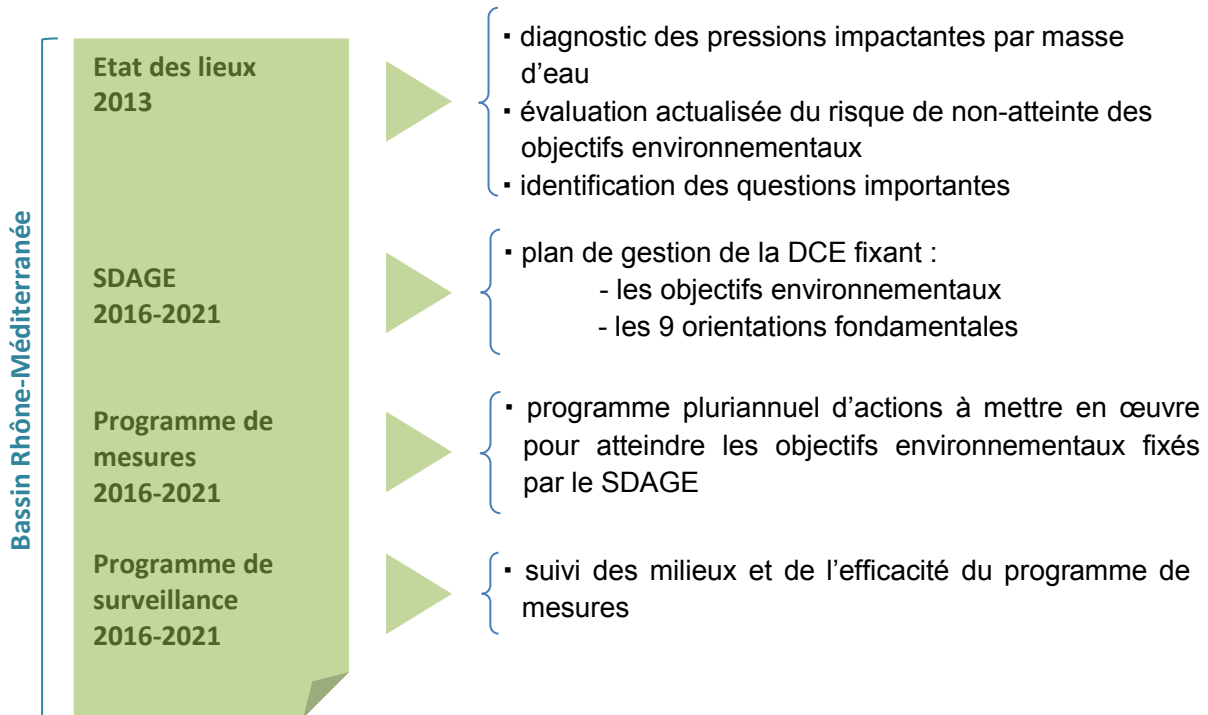 Bassin Rhône-Méditerranée
Etat des lieux
2013
▪ diagnostic des pressions impactantes par masse
d’eau
▪ évaluation actualisée du risque de non-atteinte des
objectifs environnementaux
▪ identification des questions importantes
SDAGE
2016-2021
▪ plan de gestion de la DCE fixant :
- les objectifs environnementaux
- les 9 orientations fondamentales
Programme de
mesures
2016-2021
▪ programme pluriannuel d’actions à mettre en œuvre
pour atteindre les objectifs environnementaux fixés
par le SDAGE
Programme de
surveillance
2016-2021
▪ suivi des milieux et de l’efficacité du programme de
mesures